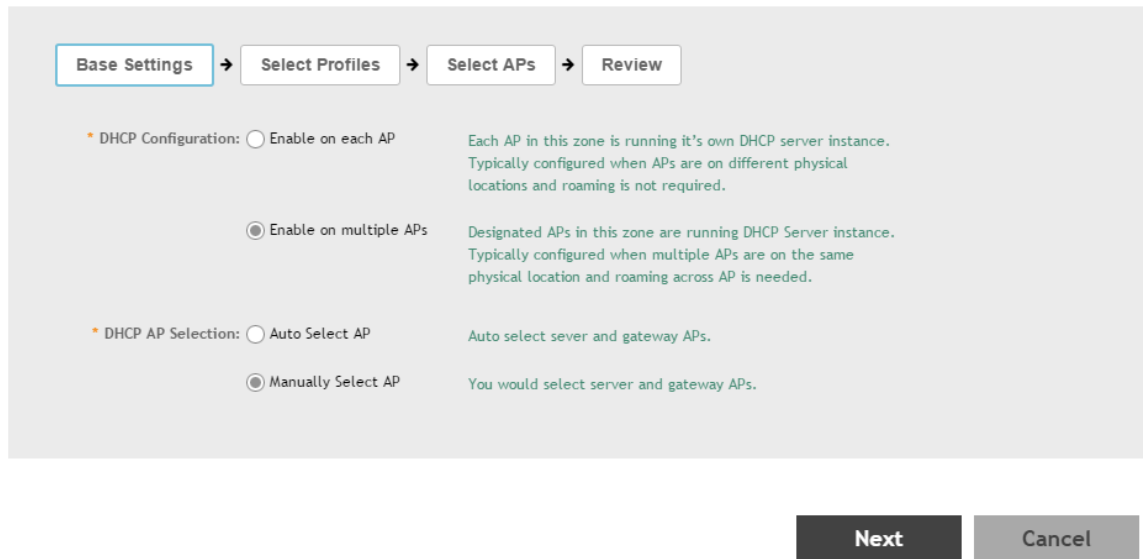 Base Settings → Select Profiles → Select APs → Review
* DHCP Configuration: Enable on each AP Each AP in this zone is running it's own DHCP server instance.
Typically configured when APs are on different physical
locations and roaming is not required.
Enable on multiple APs Designated APs in this zone are running DHCP Server instance.
Typically configured when multiple APs are on the same
physical location and roaming across AP is needed.
* DHCP AP Selection: Auto Select AP Auto select sever and gateway APs.
Manually Select AP You would select server and gateway APs.
Next Cancel